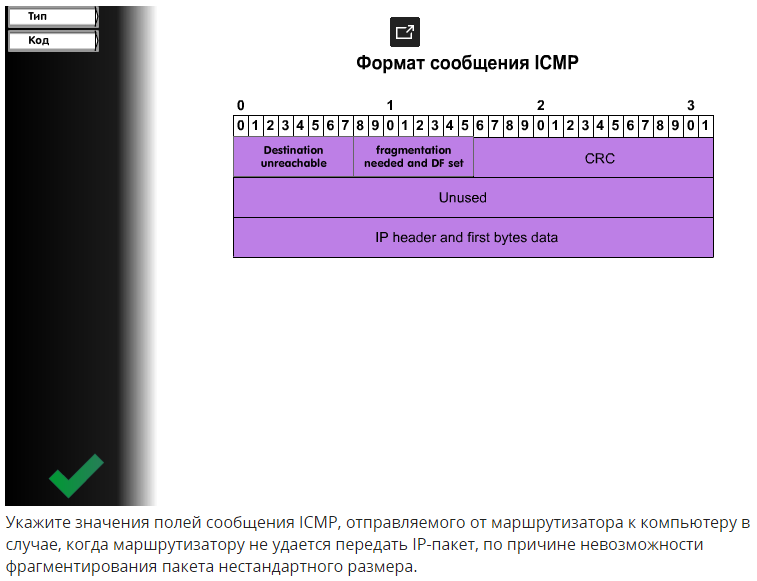 Тип
Код
Формат сообщения ICMP
0 1 2 3
0 1 2 3 4 5 6 7 8 9 0 1 2 3 4 5 6 7 8 9 0 1 2 3 4 5 6 7 8 9 0 1
Destination
unreachable
fragmentation
needed and DF set
CRC
Unused
IP header and first bytes data
Укажите значения полей сообщения ICMP, отправляемого от маршрутизатора к компьютеру в
случае, когда маршрутизатору не удается передать IP-пакет, по причине невозможности
фрагментирования пакета нестандартного размера.